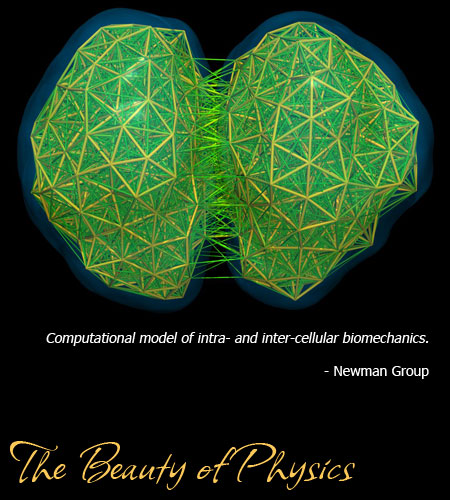 Computational model of intra- and inter-cellular biomechanics.
- Newman Group
The Beauty of Physics